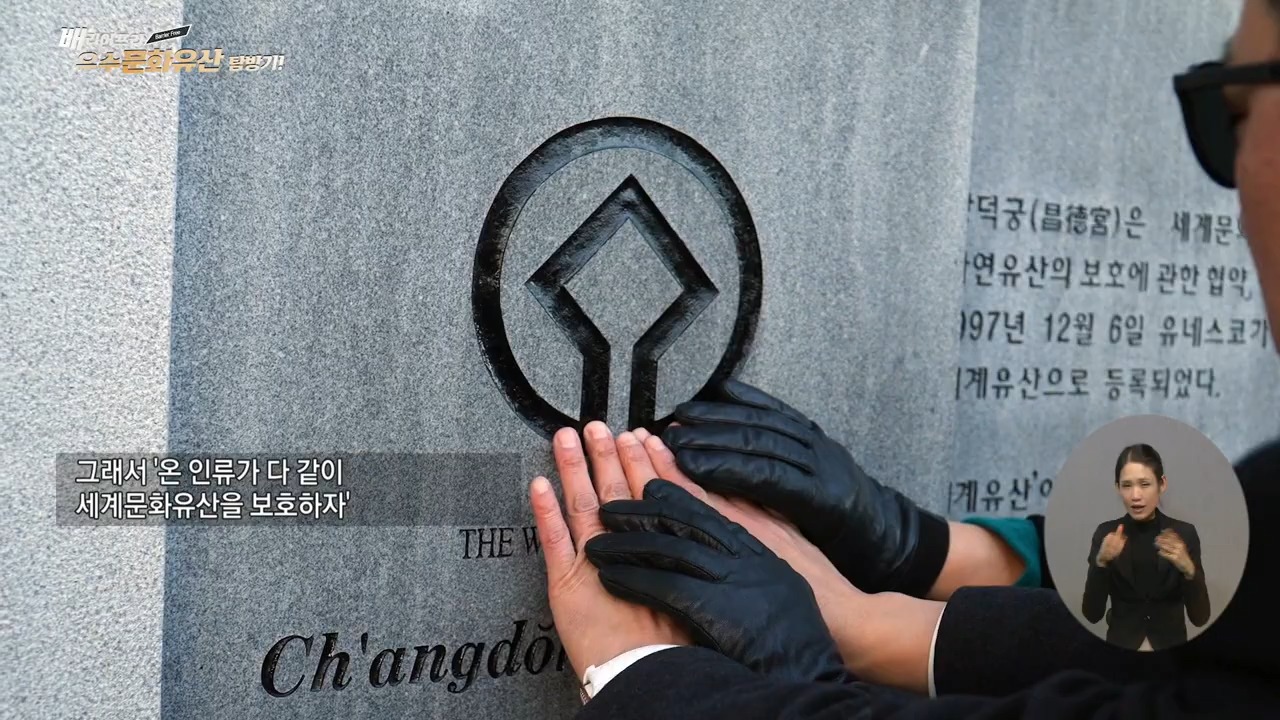 배리어프리
Barrier Free
우수문화유산 탐방기!
덕궁(昌德宮)은 세계문
연유산의 보호에 관한 협약,
997년 12월 6일 유네스코가
계유산으로 등록되었다.
계유산'
그래서 '온 인류가 다 같이
세계문화유산을 보호하자'
THE W
Ch'angdŏ